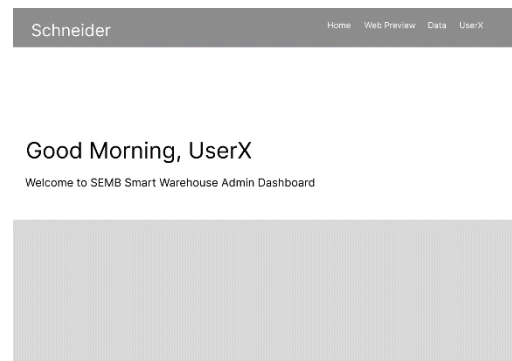 Schneider
Home Web Preview Data UserX
Good Morning, UserX
Welcome to SEMB Smart Warehouse Admin Dashboard